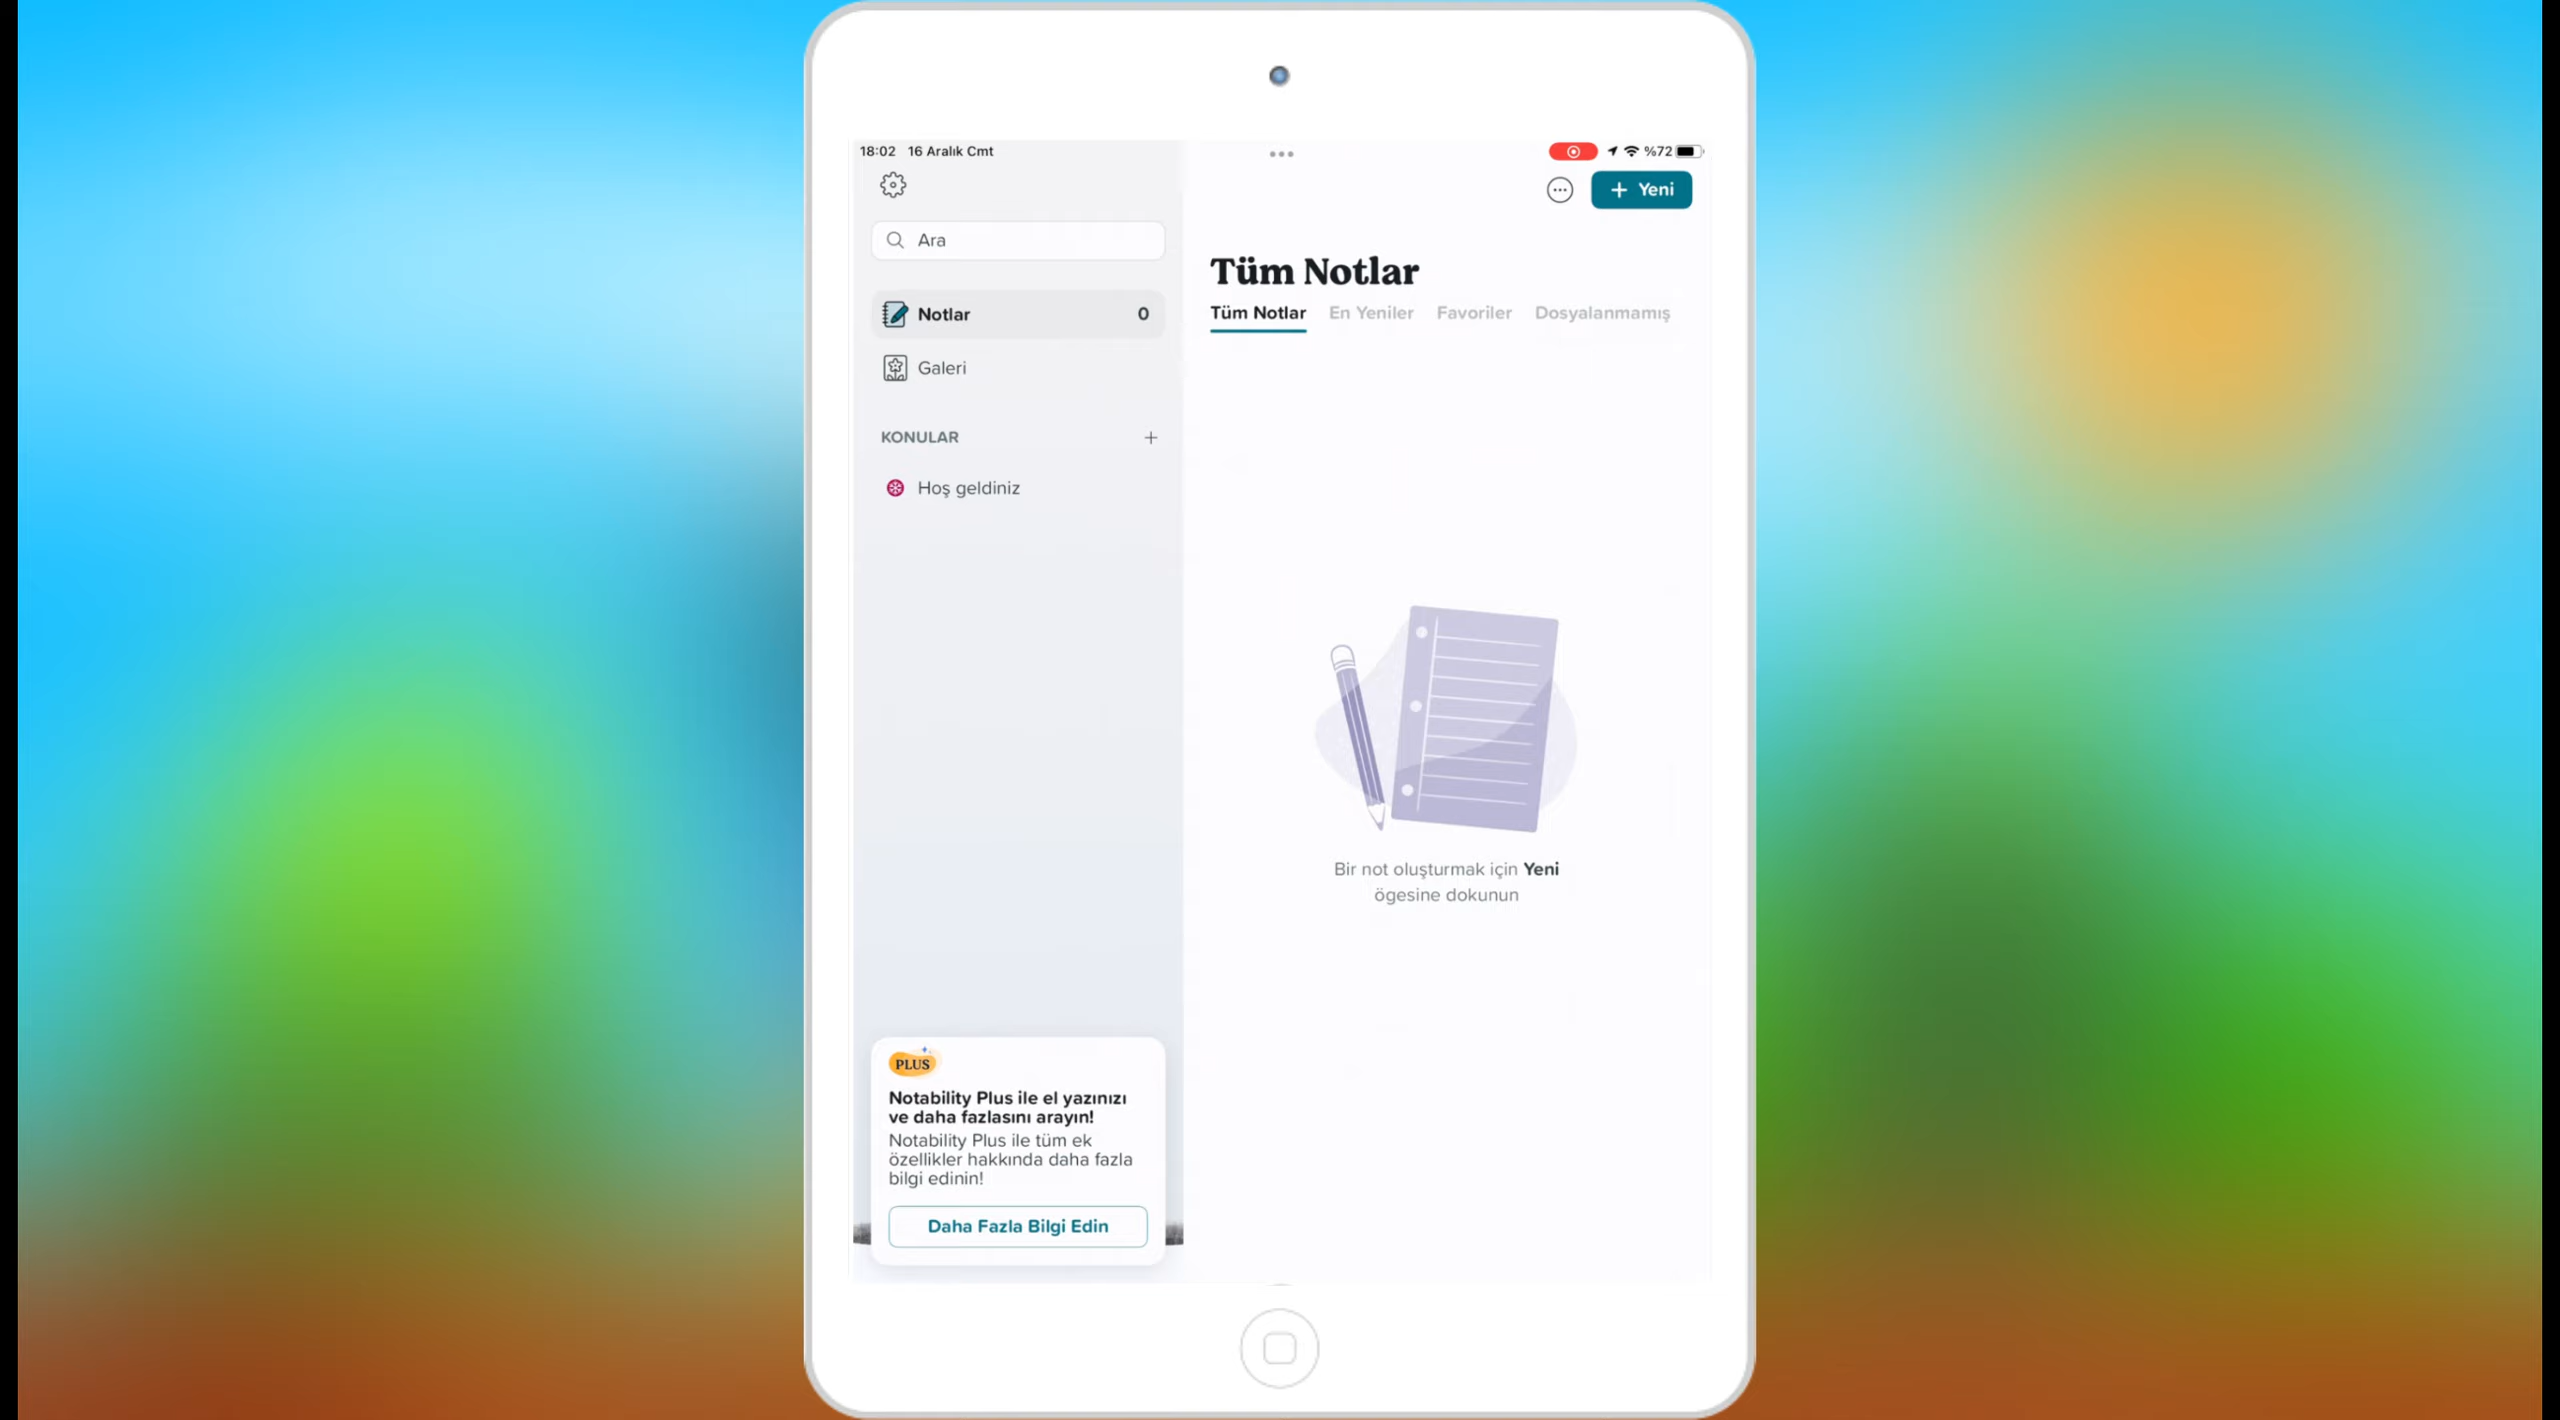 18:02 16 Aralık Cmt
%72
Yeni
Ara
Notlar 0
Galeri
KONULAR
Hoş geldiniz
Tüm Notlar
Tüm Notlar En Yeniler Favoriler Dosyalanmamış
Bir not oluşturmak için Yeni
ögesine dokunun
PLUS
Notability Plus ile el yazınızı
ve daha fazlasını arayın!
Notability Plus ile tüm ek
özellikler hakkında daha fazla
bilgi edinin!
Daha Fazla Bilgi Edin